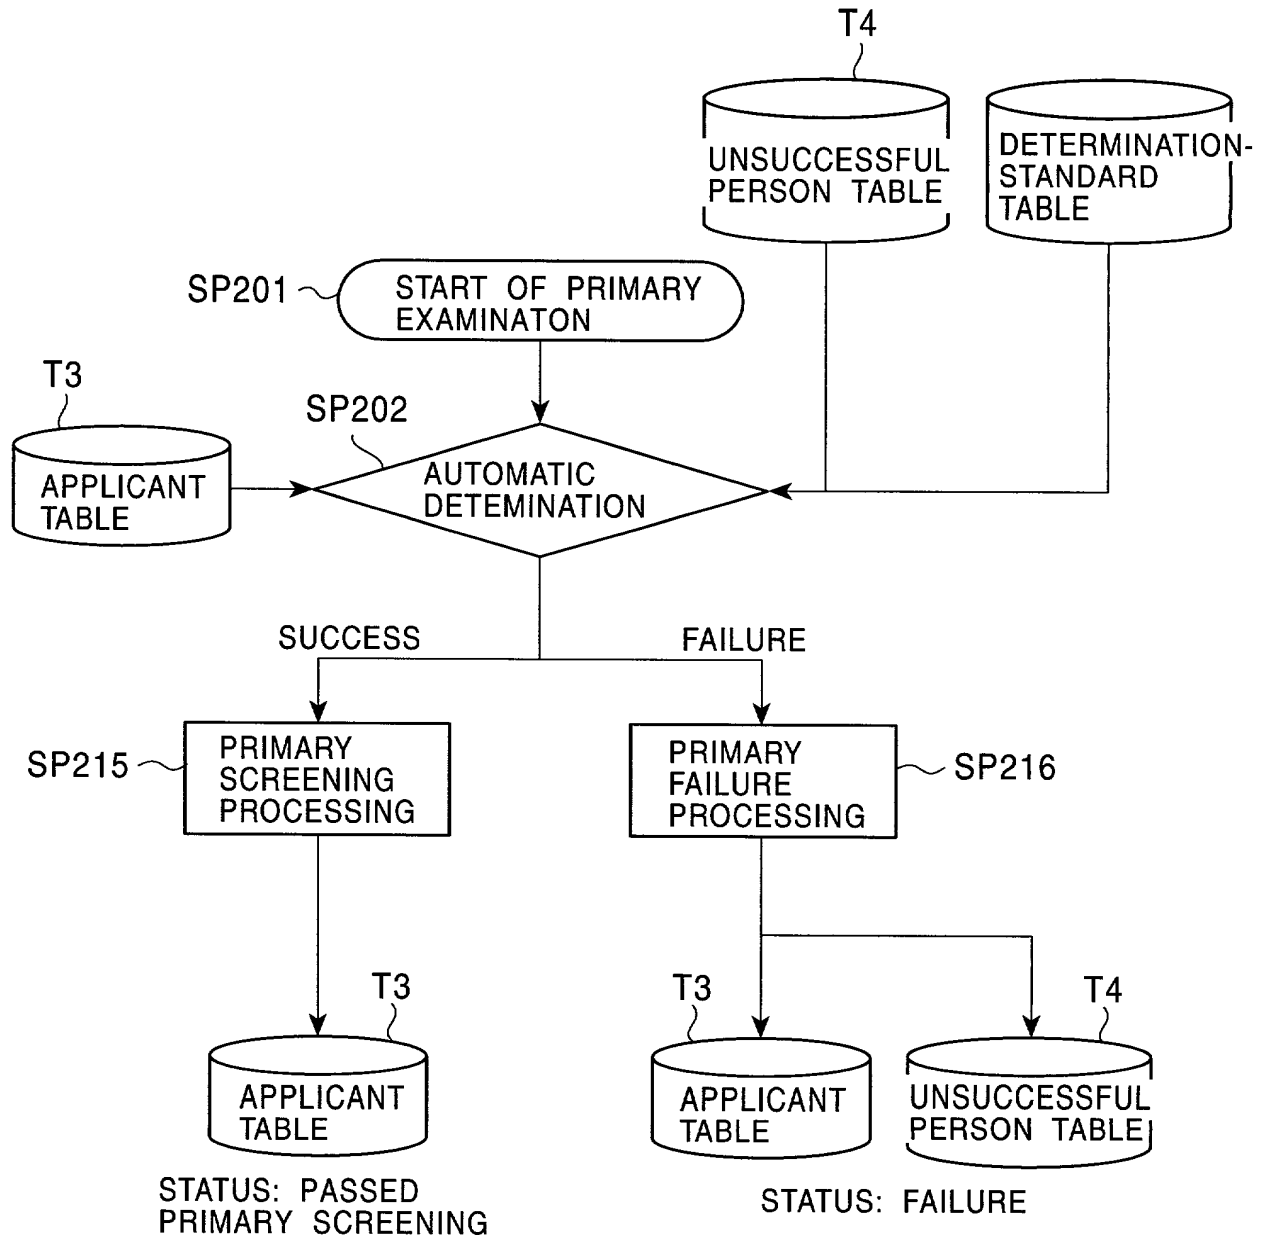 T4
UNSUCCESSFUL
PERSON TABLE
DETERMINATION-
STANDARD
TABLE
SP201
START OF PRIMARY
EXAMINATON
T3
APPLICANT
TABLE
SP202
AUTOMATIC
DETEMINATION
SUCCESS
FAILURE
SP215
PRIMARY
SCREENING
PROCESSING
PRIMARY
FAILURE
PROCESSING
SP216
T3
APPLICANT
TABLE
STATUS: PASSED
PRIMARY SCREENING
T3
APPLICANT
TABLE
T4
UNSUCCESSFUL
PERSON TABLE
STATUS: FAILURE